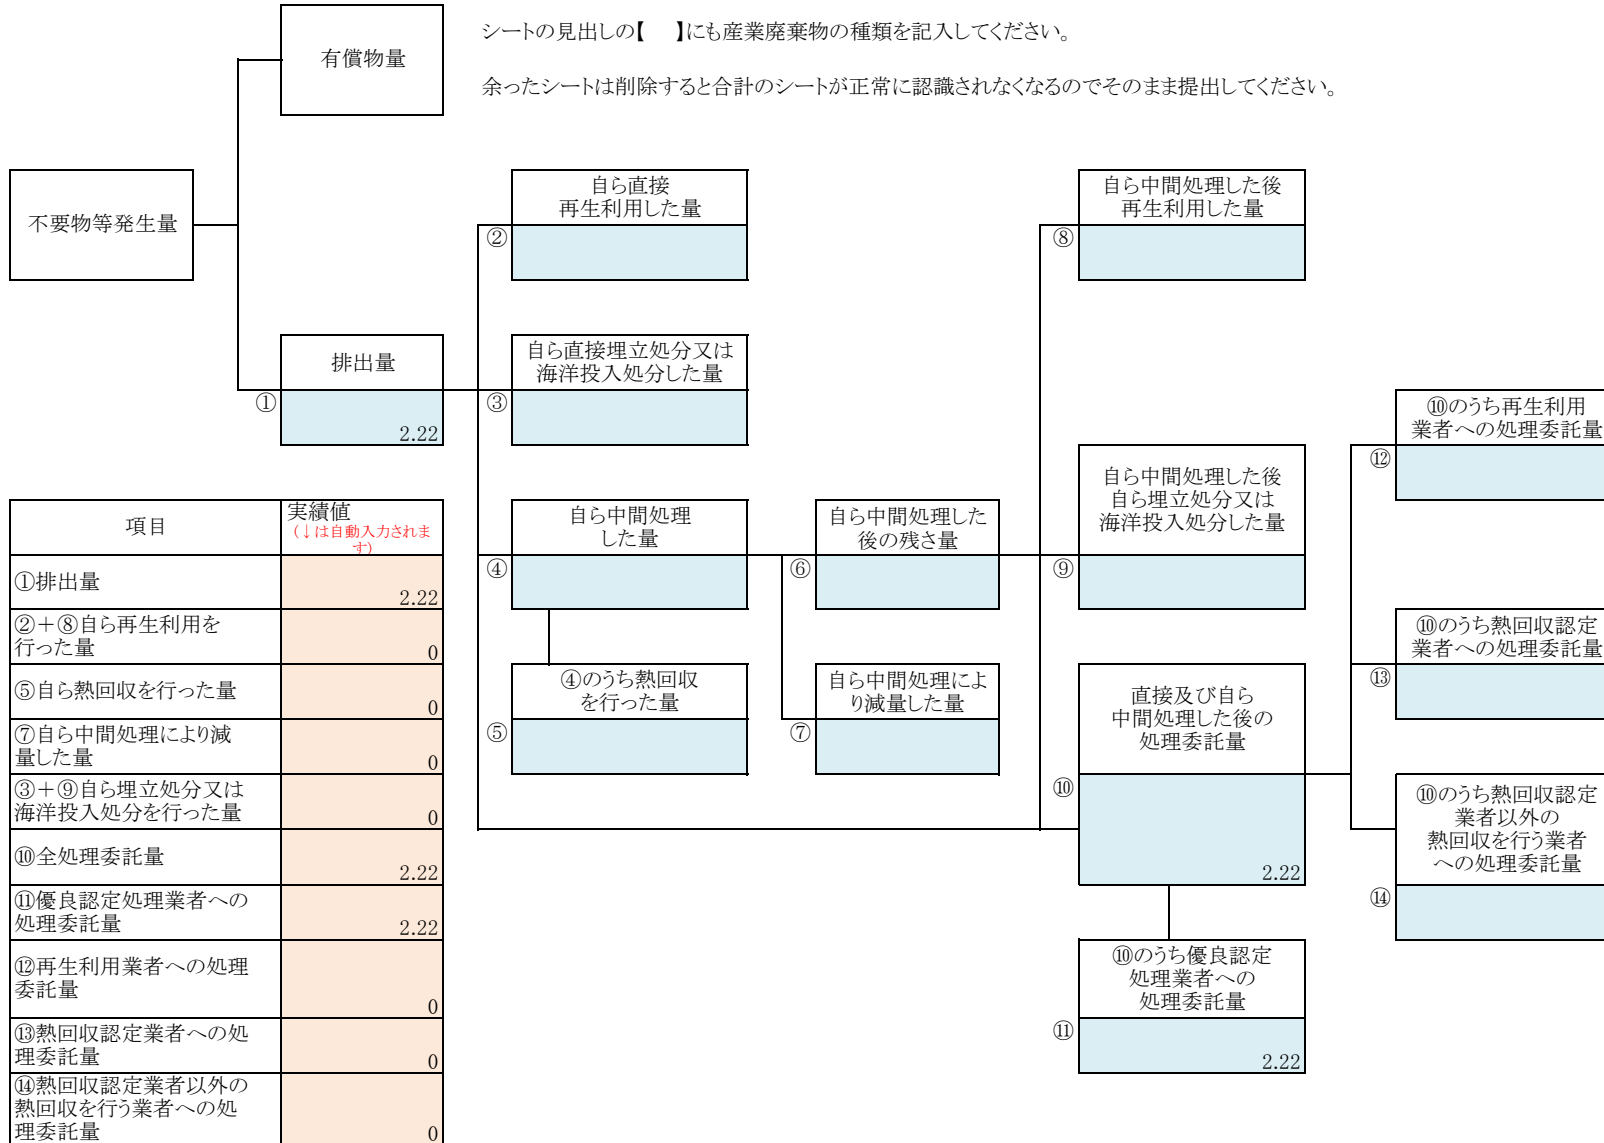 有償物量
シートの見出しの【　】にも産業廃棄物の種類を記入してください。
余ったシートは削除すると合計のシートが正常に認識されなくなるのでそのまま提出してください。
不要物等発生量
自ら直接
再生利用した量
②
自ら中間処理した後
再生利用した量
⑧
排出量
①
2.22
自ら直接埋立処分又は
海洋投入処分した量
③
⑩のうち再生利用
業者への処理委託量
⑫
自ら中間処理
した量
④
自ら中間処理した
後の残さ量
⑥
自ら中間処理した後
自ら埋立処分又は
海洋投入処分した量
⑨
⑩のうち熱回収認定
業者への処理委託量
⑬
④のうち熱回収
を行った量
⑤
自ら中間処理によ
り減量した量
⑦
直接及び自ら
中間処理した後の
処理委託量
⑩
2.22
⑩のうち熱回収認定
業者以外の
熱回収を行う業者
への処理委託量
⑭
⑩のうち優良認定
処理業者への
処理委託量
⑪
2.22
項目
実績値
(↓は自動入力されま
す)
①排出量
2.22
②＋⑧自ら再生利用を
行った量
0
⑤自ら熱回収を行った量
0
⑦自ら中間処理により減
量した量
0
③＋⑨自ら埋立処分又は
海洋投入処分を行った量
0
⑩全処理委託量
2.22
⑪優良認定処理業者への
処理委託量
2.22
⑫再生利用業者への処理
委託量
0
⑬熱回収認定業者への処
理委託量
0
⑭熱回収認定業者以外の
熱回収を行う業者への処
理委託量
0